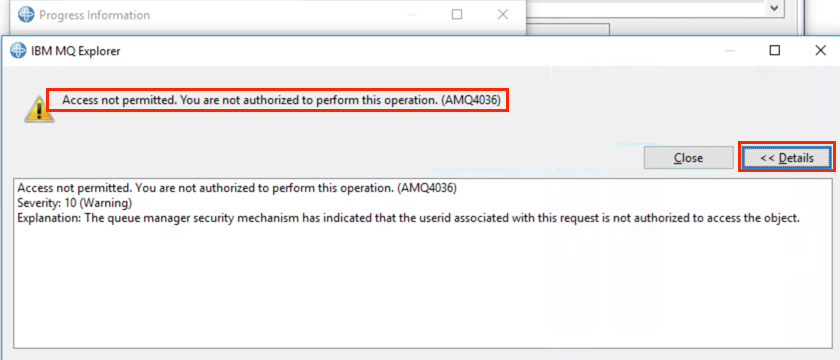 Progress Information
IBM MQ Explorer
Access not permitted. You are not authorized to perform this operation. (AMQ4036)
Close
<< Details
Access not permitted. You are not authorized to perform this operation. (AMQ4036)
Severity: 10 (Warning)
Explanation: The queue manager security mechanism has indicated that the userid associated with this request is not authorized to access the object.